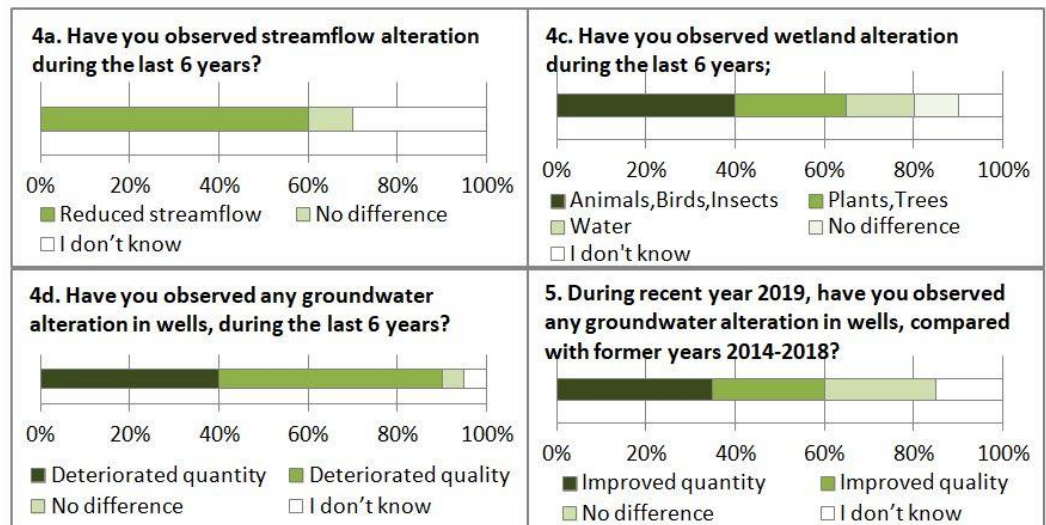 4a. Have you observed streamflow alteration
during the last 6 years?
0% 20% 40% 60% 80% 100%
Reduced streamflow No difference
I don’t know
4c. Have you observed wetland alteration
during the last 6 years;
0% 20% 40% 60% 80% 100%
Animals,Birds,Insects Plants,Trees
Water No difference
I don't know
4d. Have you observed any groundwater
alteration in wells, during the last 6 years?
0% 20% 40% 60% 80% 100%
Deteriorated quantity Deteriorated quality
No difference I don’t know
5. During recent year 2019, have you observed
any groundwater alteration in wells, compared
with former years 2014-2018?
0% 20% 40% 60% 80% 100%
Improved quantity Improved quality
No difference I don’t know